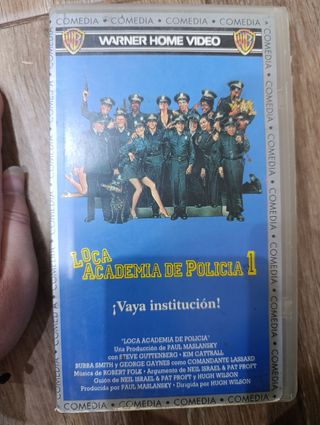 COMEDIA • COMEDIA • COMEDIA • COMEDIA
WB WARNER HOME VIDEO WB
LOCA
ACADEMIA DE POLICIA 1
¡Vaya institución!
"LOCA ACADEMIA DE POLICIA"
Una Producción de PAUL MASLANSKY
con STEVE GUTTENBERG • KIM CATTRALL
BUBBA SMITH y GEORGE GAYNES como COMANDANTE LASSARD
Música de ROBERT FOLK • Argumento de NEIL ISRAEL & PAT PROFT
Guión de NEIL ISRAEL & PAT PROFT y HUGH WILSON
Producida por PAUL MASLANSKY • Dirigida por HUGH WILSON
COMEDIA • COMEDIA • COMEDIA • COMEDIA